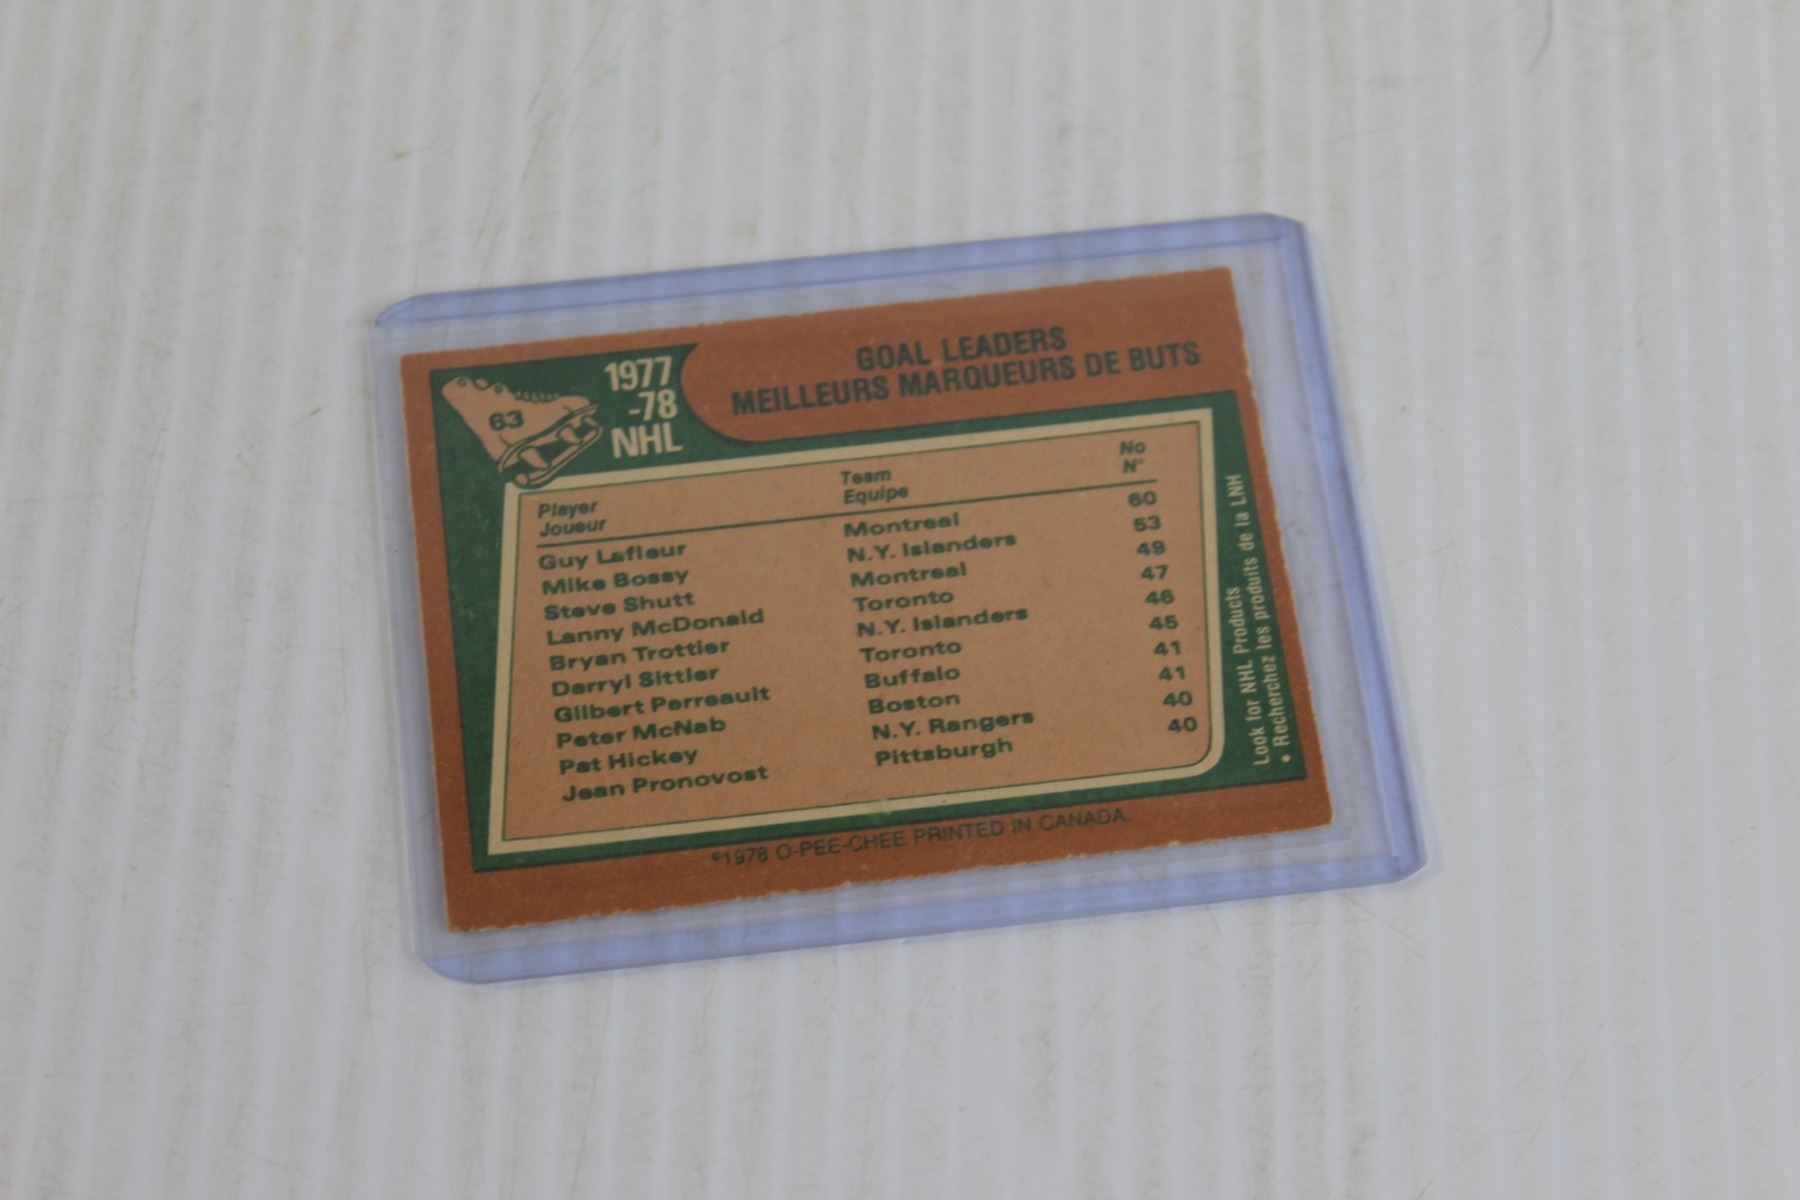 GOAL LEADERS
MEILLEURS MARQUEURS DE BUTS
63
1977
-78
NHL
Player Team No
Joueur Equipe N°
Guy Lafleur Montreal 60
Mike Bossy N.Y. Islanders 53
Steve Shutt Montreal 49
Lanny McDonald Toronto 47
Bryan Trottier N.Y. Islanders 46
Darryl Sittler Toronto 45
Gilbert Perreault Buffalo 41
Peter McNab Boston 41
Pat Hickey N.Y. Rangers 40
Jean Pronovost Pittsburgh 40
Look for NHL Products
• Recherchez les produits de la LNH
©1978 O-PEE-CHEE PRINTED IN CANADA.